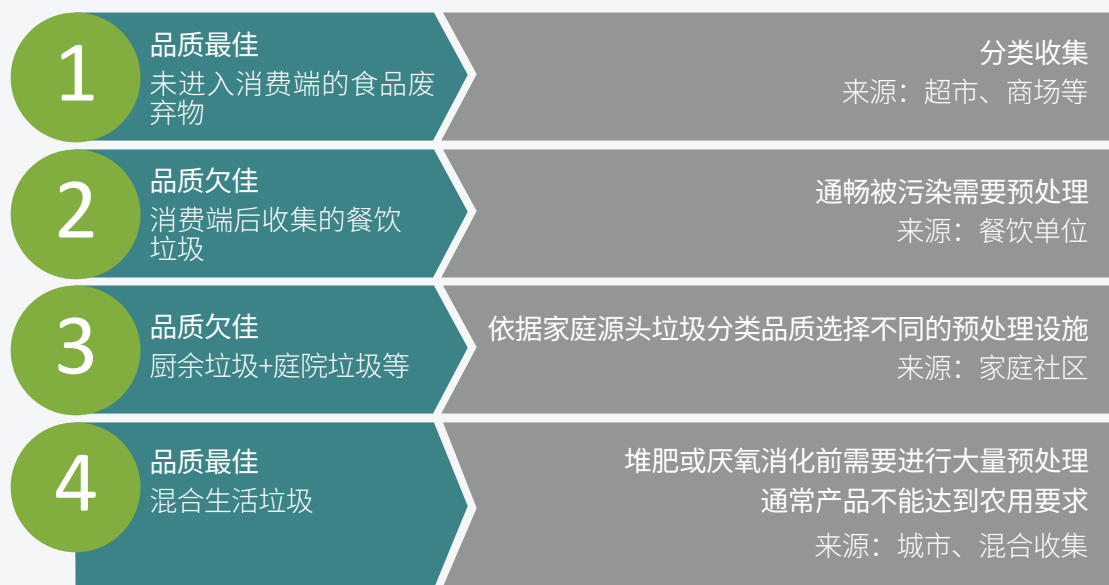 1
品质最佳
未进入消费端的食品废
弃物
分类收集
来源：超市、商场等
2
品质欠佳
消费端后收集的餐饮
垃圾
通畅被污染需要预处理
来源：餐饮单位
3
品质欠佳
厨余垃圾+庭院垃圾等
依据家庭源头垃圾分类品质选择不同的预处理设施
来源：家庭社区
4
品质最佳
混合生活垃圾
堆肥或厌氧消化前需要进行大量预处理
通常产品不能达到农用要求
来源：城市、混合收集